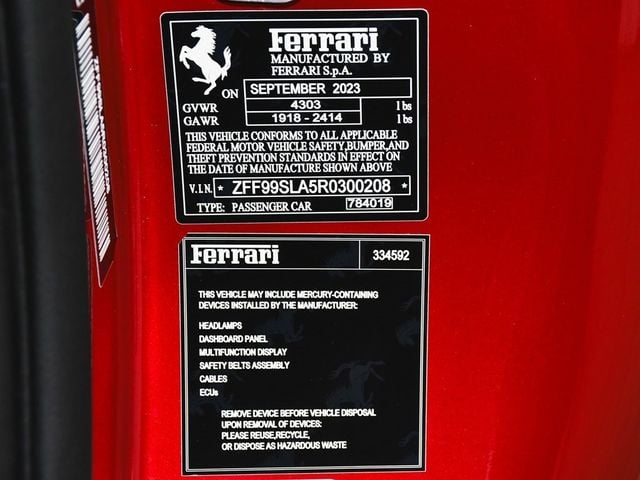 Ferrari
MANUFACTURED BY
FERRARI S.p.A.
ON SEPTEMBER 2023
GVWR 4303 lbs
GAWR 1918 - 2414 lbs
THIS VEHICLE CONFORMS TO ALL APPLICABLE
FEDERAL MOTOR VEHICLE SAFETY,BUMPER,AND
THEFT PREVENTION STANDARDS IN EFFECT ON
THE DATE OF MANUFACTURE SHOWN ABOVE
V.I.N. * ZFF99SLA5R0300208 *
TYPE: PASSENGER CAR 784019
Ferrari 334592
THIS VEHICLE MAY INCLUDE MERCURY-CONTAINING
DEVICES INSTALLED BY THE MANUFACTURER:
HEADLAMPS
DASHBOARD PANEL
MULTIFUNCTION DISPLAY
SAFETY BELTS ASSEMBLY
CABLES
ECUs
REMOVE DEVICE BEFORE VEHICLE DISPOSAL
UPON REMOVAL OF DEVICES:
PLEASE REUSE,RECYCLE,
OR DISPOSE AS HAZARDOUS WASTE